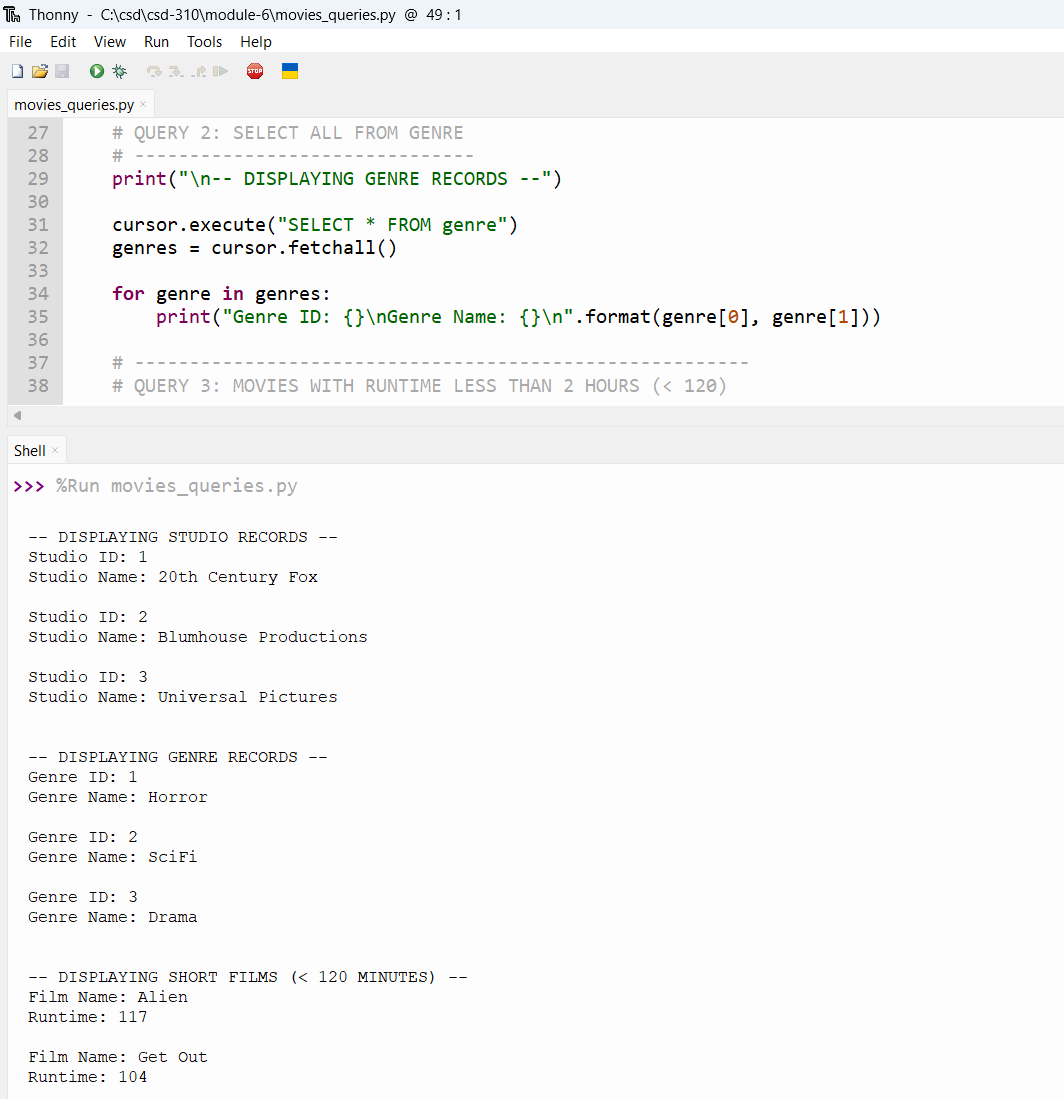 Thonny - C:\csd\csd-310\module-6\movies_queries.py @ 49 : 1
File Edit View Run Tools Help
STOP
movies_queries.py ×
27 # QUERY 2: SELECT ALL FROM GENRE
28 # -------------------------------
29 print("\n-- DISPLAYING GENRE RECORDS --")
30
31 cursor.execute("SELECT * FROM genre")
32 genres = cursor.fetchall()
33
34 for genre in genres:
35     print("Genre ID: {}\nGenre Name: {}\n".format(genre[0], genre[1]))
36
37 # --------------------------------------------------------
38 # QUERY 3: MOVIES WITH RUNTIME LESS THAN 2 HOURS (< 120)
Shell ×
>>> %Run movies_queries.py
-- DISPLAYING STUDIO RECORDS --
Studio ID: 1
Studio Name: 20th Century Fox
Studio ID: 2
Studio Name: Blumhouse Productions
Studio ID: 3
Studio Name: Universal Pictures
-- DISPLAYING GENRE RECORDS --
Genre ID: 1
Genre Name: Horror
Genre ID: 2
Genre Name: SciFi
Genre ID: 3
Genre Name: Drama
-- DISPLAYING SHORT FILMS (< 120 MINUTES) --
Film Name: Alien
Runtime: 117
Film Name: Get Out
Runtime: 104